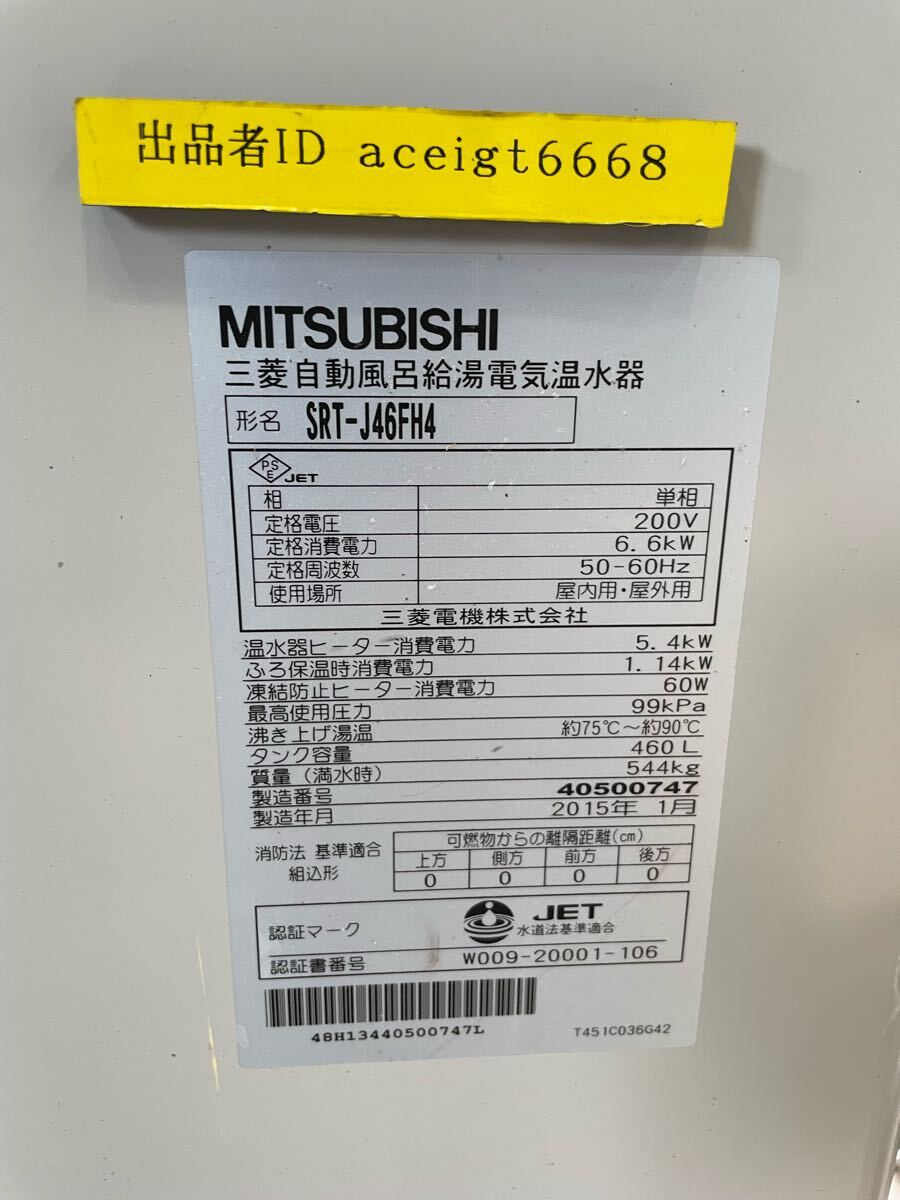 出品者ID aceigt6668
MITSUBISHI
三菱自動風呂給湯電気温水器
形名 SRT-J46FH4
PS E JET
相 単相
定格電圧 200V
定格消費電力 6.6kW
定格周波数 50-60Hz
使用場所 屋内用・屋外用
三菱電機株式会社
温水器ヒーター消費電力 5.4kW
ふろ保温時消費電力 1.14kW
凍結防止ヒーター消費電力 60W
最高使用圧力 99kPa
沸き上げ湯温 約75℃～約90℃
タンク容量 460L
質量（満水時） 544kg
製造番号 40500747
製造年月 2015年 1月
消防法 基準適合 組込形
可燃物からの離隔距離(cm)
上方 側方 前方 後方
0 0 0 0
認証マーク JET 水道法基準適合
認証書番号 W009-20001-106
48H13440500747L
T451C036G42